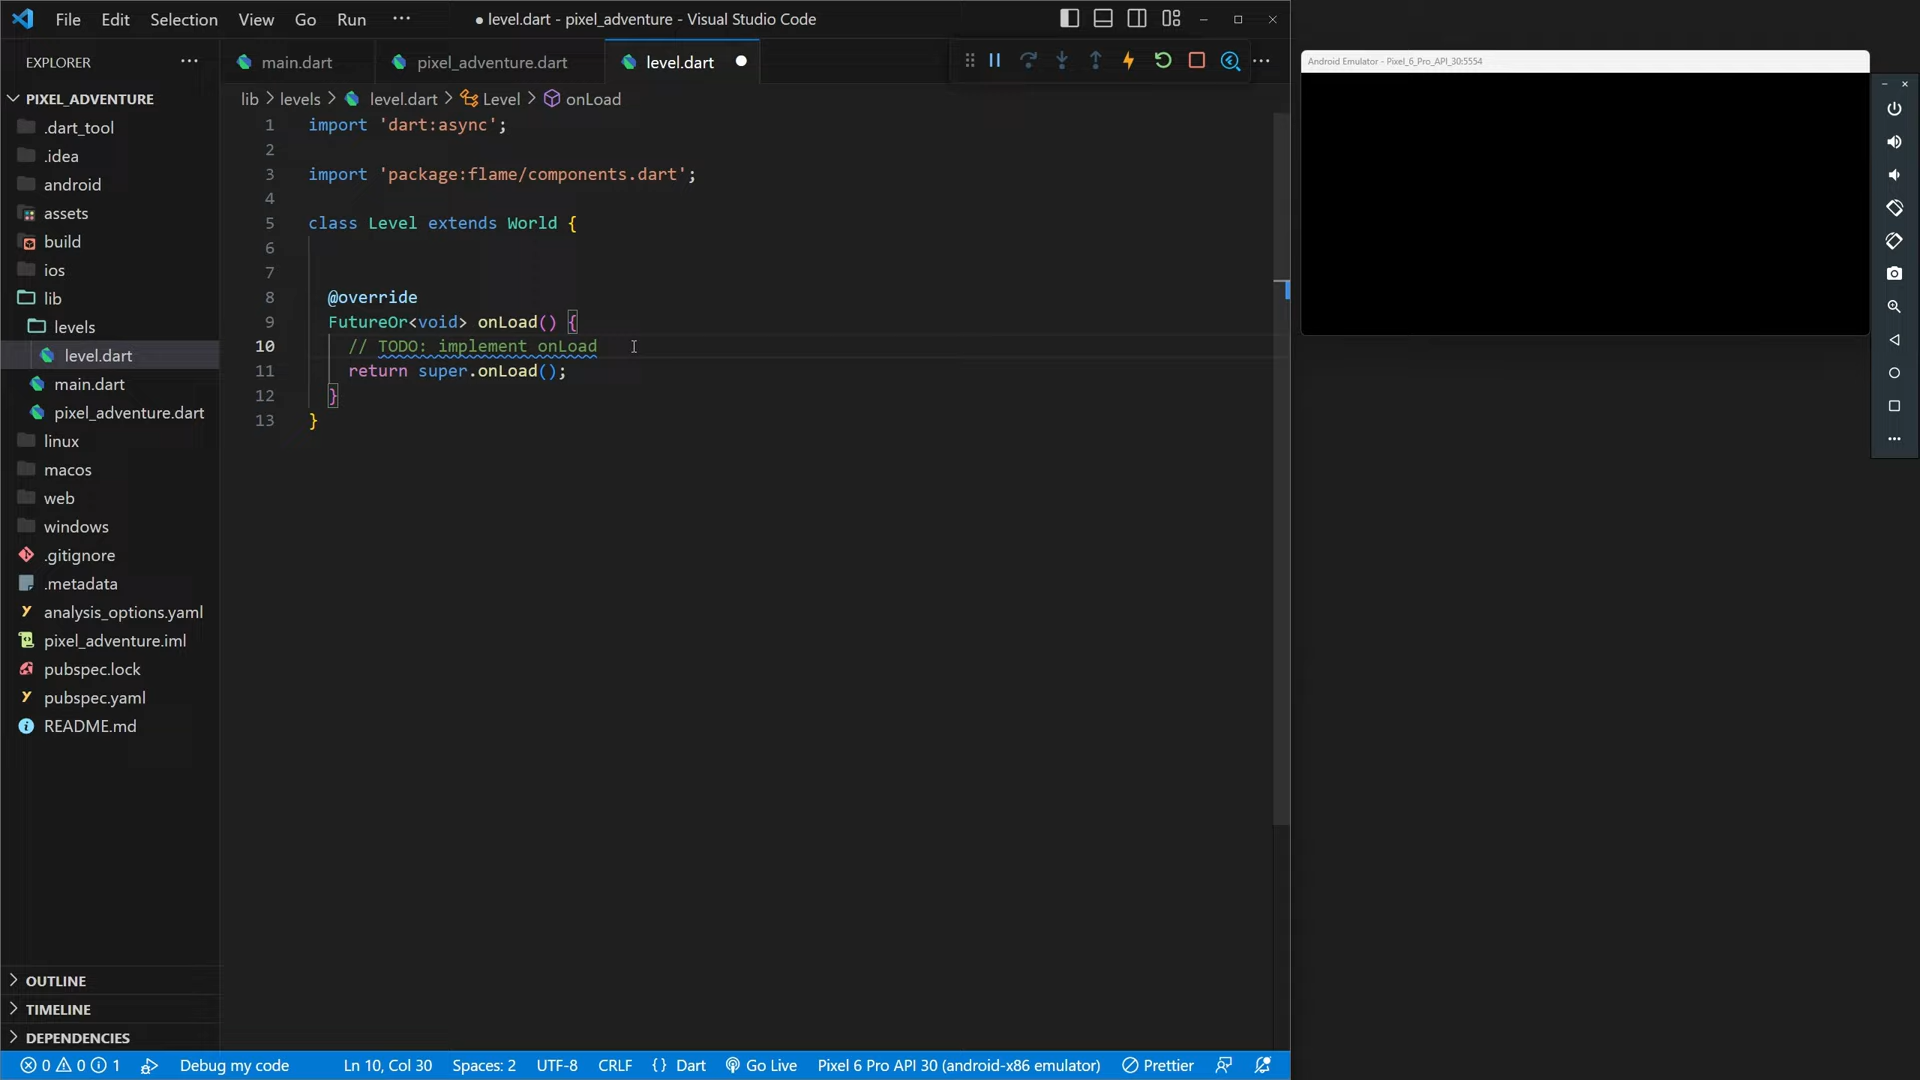 File Edit Selection View Go Run ···
● level.dart - pixel_adventure - Visual Studio Code
EXPLORER ···
main.dart
pixel_adventure.dart
level.dart ●
lib > levels > level.dart > Level > onLoad
PIXEL_ADVENTURE
.dart_tool
.idea
android
assets
build
ios
lib
levels
level.dart
main.dart
pixel_adventure.dart
linux
macos
web
windows
.gitignore
.metadata
analysis_options.yaml
pixel_adventure.iml
pubspec.lock
pubspec.yaml
README.md
OUTLINE
TIMELINE
DEPENDENCIES
1 import 'dart:async';
2
3 import 'package:flame/components.dart';
4
5 class Level extends World {
6
7
8 @override
9 FutureOr<void> onLoad() {
10 // TODO: implement onLoad
11 return super.onLoad();
12 }
13 }
Android Emulator - Pixel_6_Pro_API_30:5554
0 0 1 Debug my code Ln 10, Col 30 Spaces: 2 UTF-8 CRLF {} Dart Go Live Pixel 6 Pro API 30 (android-x86 emulator) Prettier